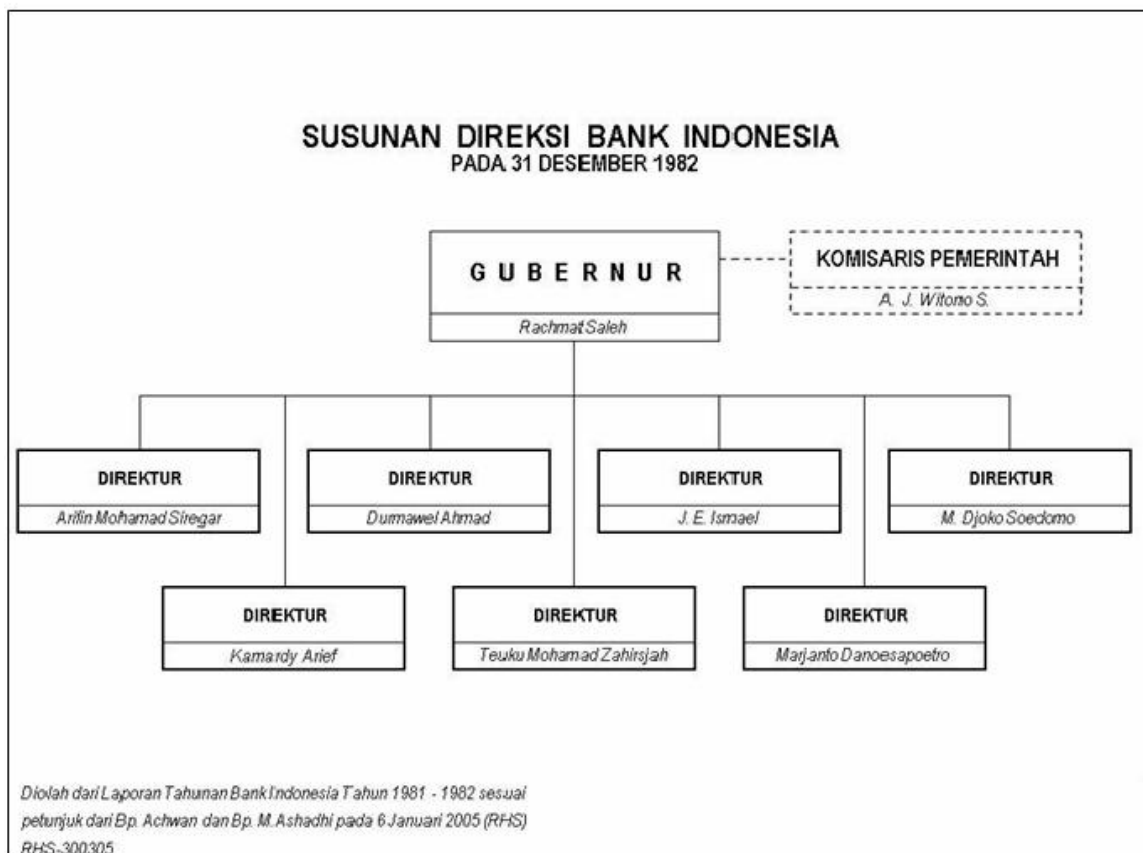 SUSUNAN DIREKSI BANK INDONESIA
PADA 31 DESEMBER 1982
GUBERNUR
Rachmat Saleh
KOMISARIS PEMERINTAH
A. J. Witono S.
DIREKTUR
Arifin Mohamad Siregar
DIREKTUR
Durmawel Ahmad
DIREKTUR
J. E. Ismael
DIREKTUR
M. Djoko Soedomo
DIREKTUR
Kamardy Arief
DIREKTUR
Teuku Mohamad Zahirsjah
DIREKTUR
Marjanto Danoesapoetro
Diolah dari Laporan Tahunan Bank Indonesia Tahun 1981 - 1982 sesuai
petunjuk dari Bp. Achwan dan Bp. M. Ashadhi pada 6 Januari 2005 (RHS)
RHS-300305